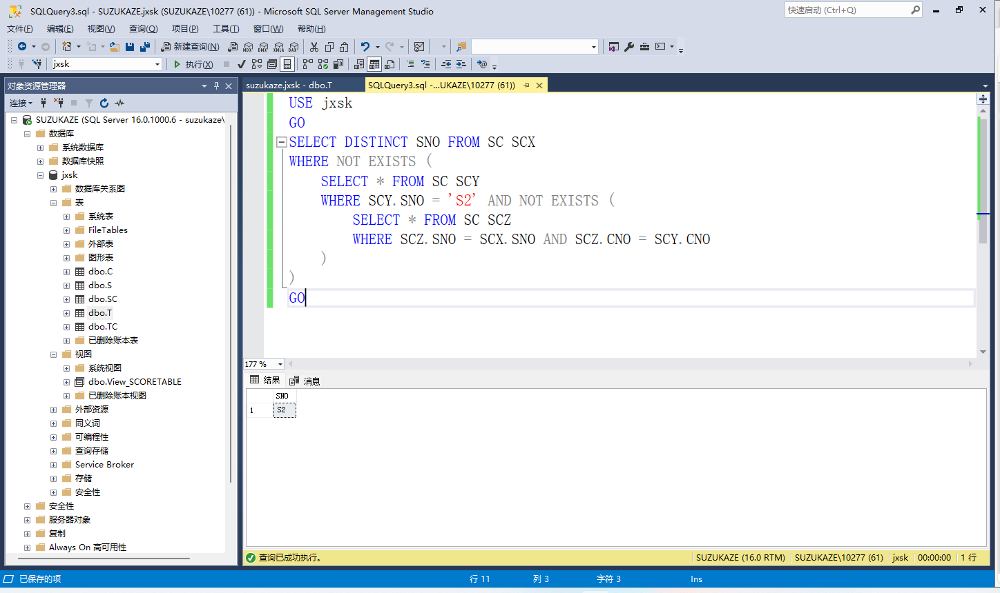 SQLQuery3.sql - SUZUKAZE.jxsk (SUZUKAZE\10277 (61)) - Microsoft SQL Server Management Studio
快速启动 (Ctrl+Q)
文件(F) 编辑(E) 视图(V) 查询(Q) 项目(P) 工具(T) 窗口(W) 帮助(H)
新建查询(N) MDX DMX XMLA DAX
jxsk 执行(X)
对象资源管理器
连接
SUZUKAZE (SQL Server 16.0.1000.6 - suzukaze\
数据库
系统数据库
数据库快照
jxsk
数据库关系图
表
系统表
FileTables
外部表
图形表
dbo.C
dbo.S
dbo.SC
dbo.T
dbo.TC
已删除账本表
视图
系统视图
dbo.View_SCORETABLE
已删除账本视图
外部资源
同义词
可编程性
查询存储
Service Broker
存储
安全性
安全性
服务器对象
复制
Always On 高可用性
suzukaze.jxsk - dbo.T
SQLQuery3.sql -...UKAZE\10277 (61))
USE jxsk
GO
SELECT DISTINCT SNO FROM SC SCX
WHERE NOT EXISTS (
SELECT * FROM SC SCY
WHERE SCY.SNO = 'S2' AND NOT EXISTS (
SELECT * FROM SC SCZ
WHERE SCZ.SNO = SCX.SNO AND SCZ.CNO = SCY.CNO
)
)
GO
177 %
结果 消息
SNO
1 S2
查询已成功执行。 SUZUKAZE (16.0 RTM) SUZUKAZE\10277 (61) jxsk 00:00:00 1 行
已保存的项 行 11 列 3 字符 3 Ins